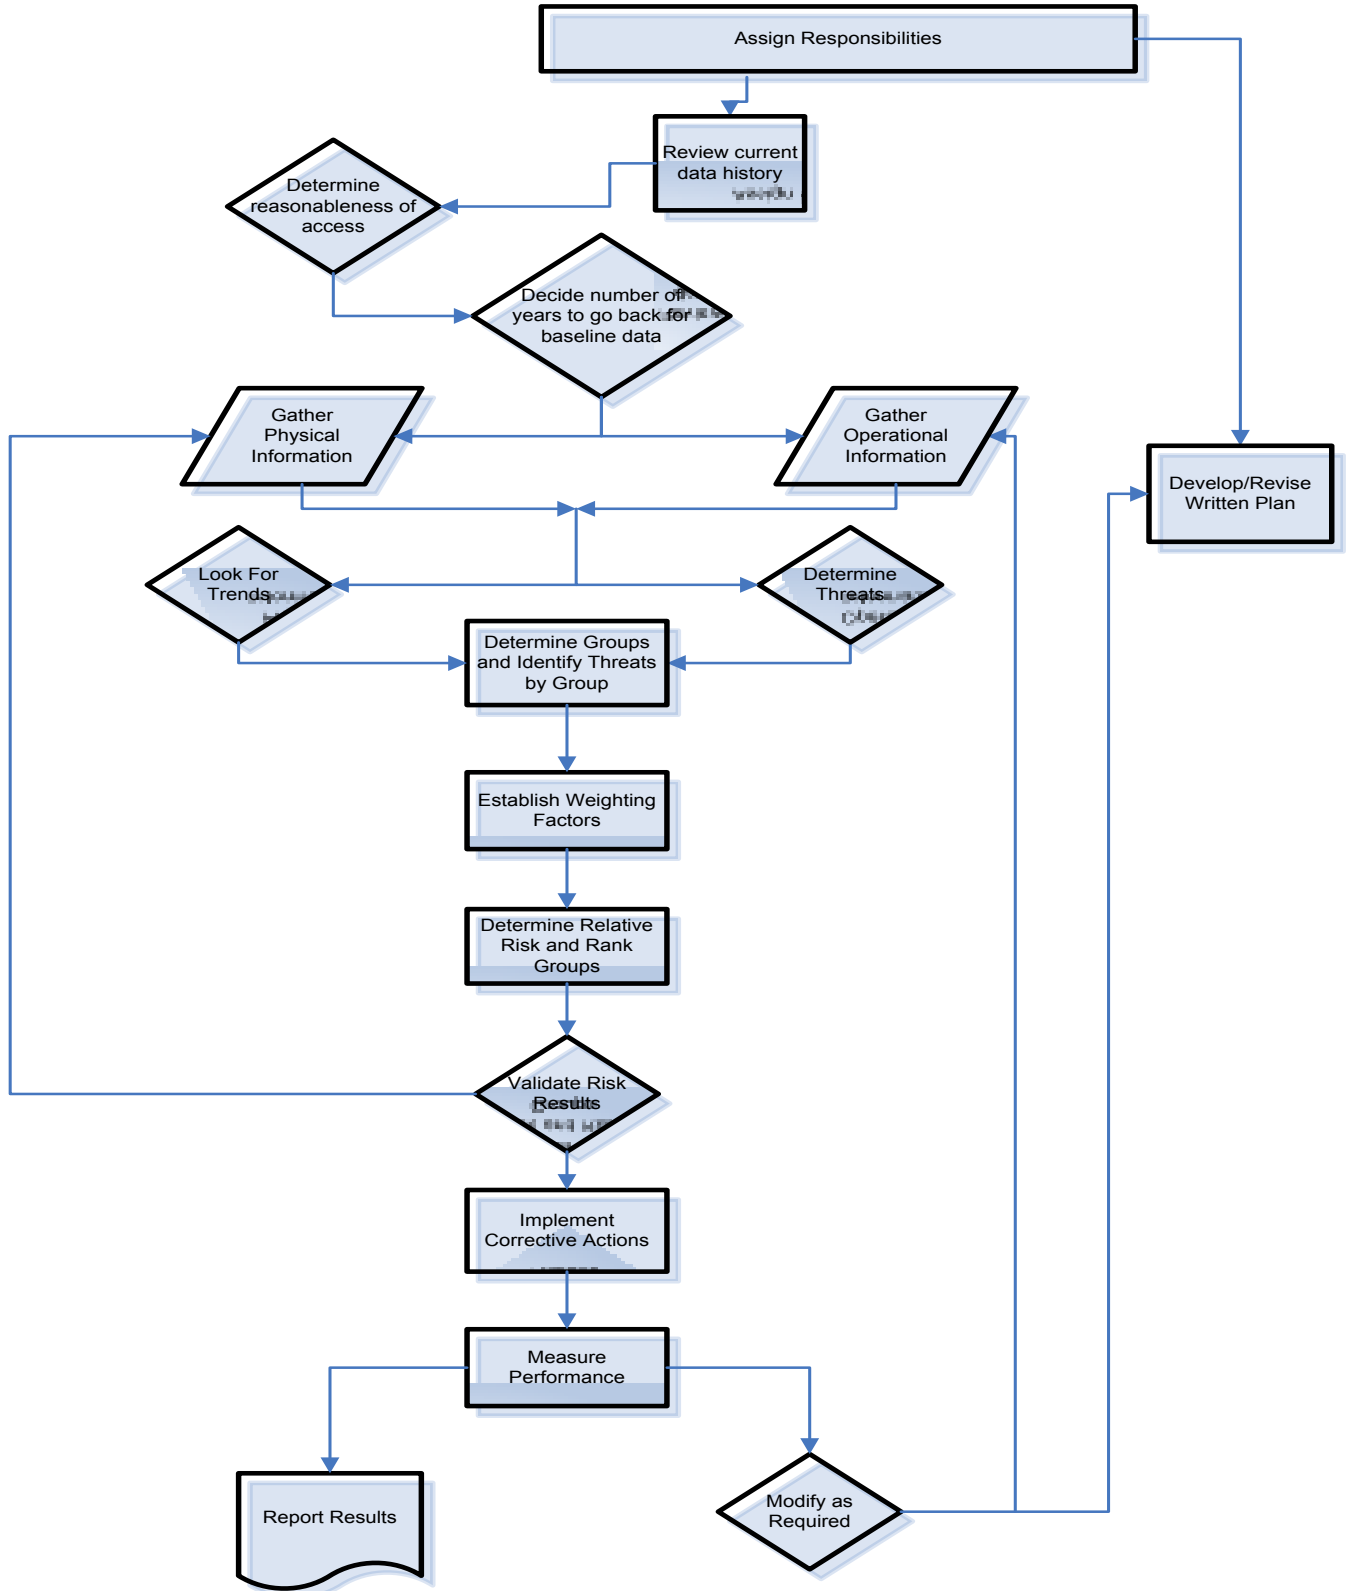 Assign Responsibilities
Review current
data history
Determine
reasonableness of
access
Decide number of
years to go back for
baseline data
Gather
Physical
Information
Gather
Operational
Information
Develop/Revise
Written Plan
Look For
Trends
Determine
Threats
Determine Groups
and Identify Threats
by Group
Establish Weighting
Factors
Determine Relative
Risk and Rank
Groups
Validate Risk
Results
Implement
Corrective Actions
Measure
Performance
Report Results
Modify as
Required